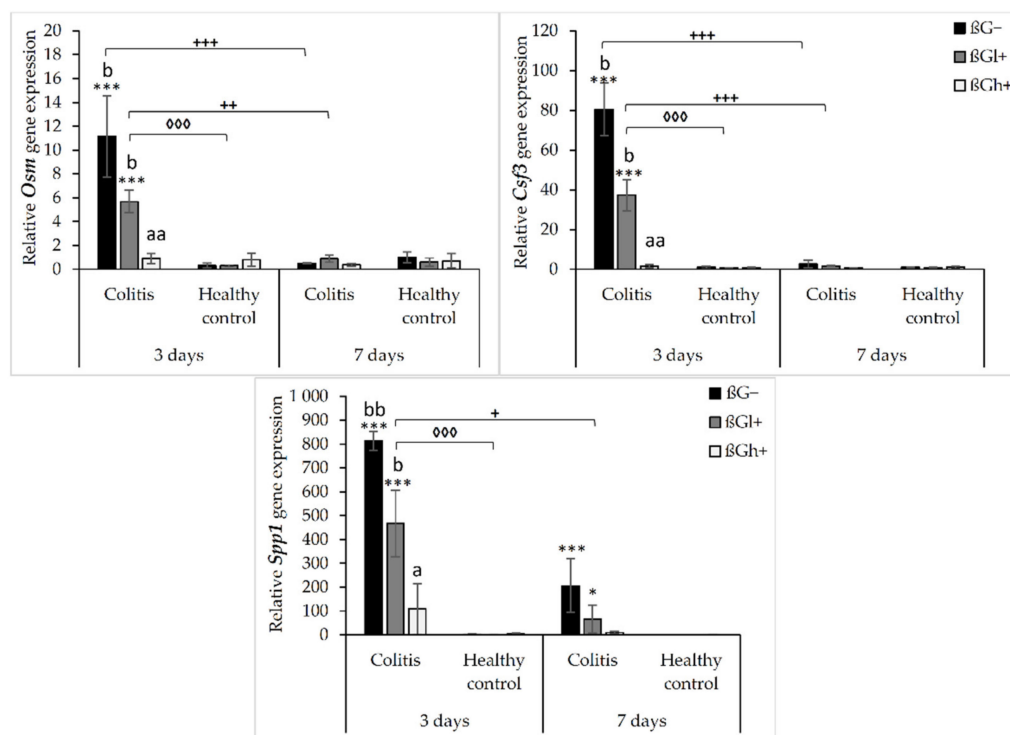 Relative Osm gene expression
20
18
16
14
12
10
8
6
4
2
0
b
***
b
***
aa
+++
++
◊◊◊
Colitis
Healthy control
Colitis
Healthy control
3 days
7 days
Relative Csf3 gene expression
120
100
80
60
40
20
0
b
***
b
***
aa
+++
+++
◊◊◊
ßG−
ßGl+
ßGh+
Colitis
Healthy control
Colitis
Healthy control
3 days
7 days
Relative Spp1 gene expression
1 000
900
800
700
600
500
400
300
200
100
0
bb
***
b
***
a
+
◊◊◊
***
*
ßG−
ßGl+
ßGh+
Colitis
Healthy control
Colitis
Healthy control
3 days
7 days